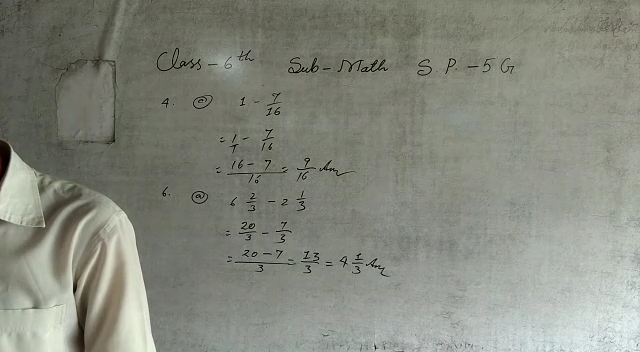 Class - 6th Sub - Math S. P. - 5 G
4. (a) 1 - 7/16
= 1/1 - 7/16
= (16 - 7)/16 = 9/16 Ans
6. (a) 6 2/3 - 2 1/3
= 20/3 - 7/3
= (20 - 7)/3 = 13/3 = 4 1/3 Ans